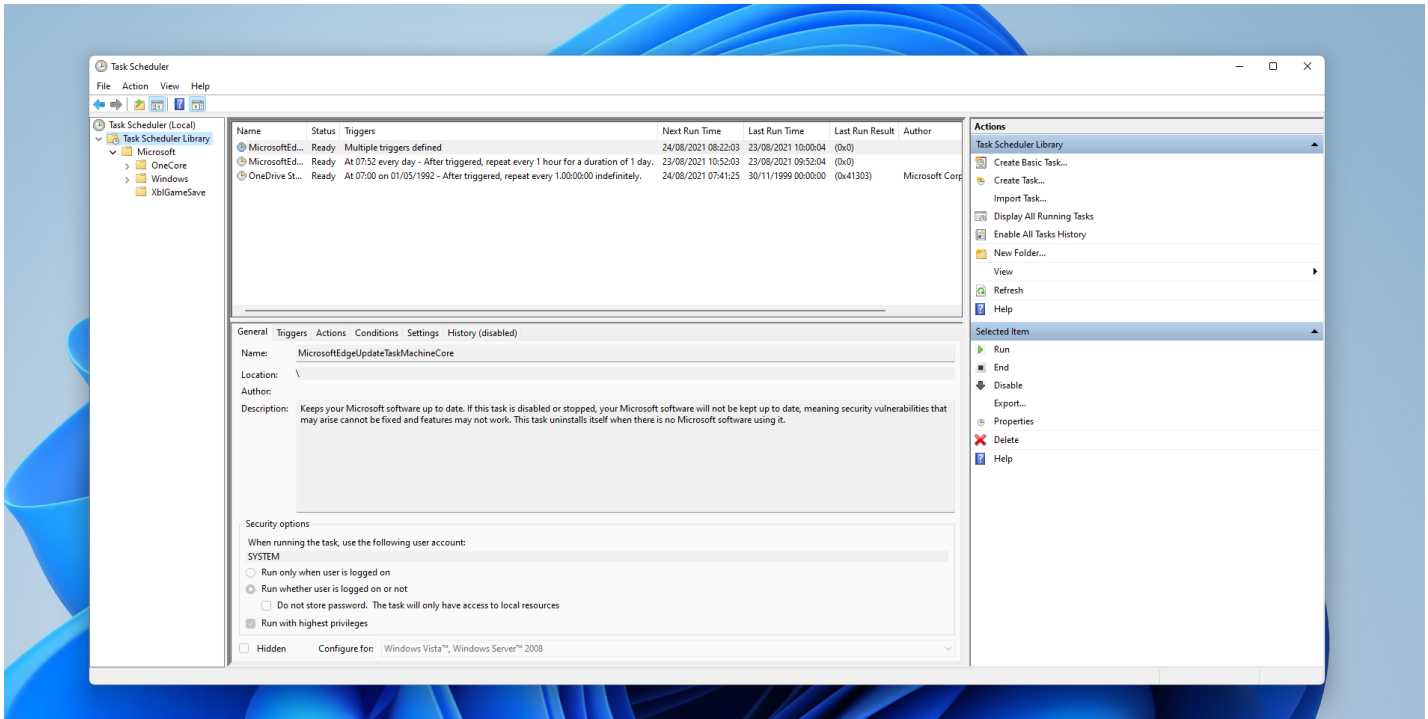 Task Scheduler
File Action View Help
Task Scheduler (Local)
Task Scheduler Library
Microsoft
OneCore
Windows
XblGameSave
Name Status Triggers Next Run Time Last Run Time Last Run Result Author
MicrosoftEd... Ready Multiple triggers defined 24/08/2021 08:22:03 23/08/2021 10:00:04 (0x0)
MicrosoftEd... Ready At 07:52 every day - After triggered, repeat every 1 hour for a duration of 1 day. 23/08/2021 10:52:03 23/08/2021 09:52:04 (0x0)
OneDrive St... Ready At 07:00 on 01/05/1992 - After triggered, repeat every 1.00:00:00 indefinitely. 24/08/2021 07:41:25 30/11/1999 00:00:00 (0x41303) Microsoft Corp
General Triggers Actions Conditions Settings History (disabled)
Name: MicrosoftEdgeUpdateTaskMachineCore
Location: \
Author:
Description: Keeps your Microsoft software up to date. If this task is disabled or stopped, your Microsoft software will not be kept up to date, meaning security vulnerabilities that
may arise cannot be fixed and features may not work. This task uninstalls itself when there is no Microsoft software using it.
Security options
When running the task, use the following user account:
SYSTEM
Run only when user is logged on
Run whether user is logged on or not
Do not store password. The task will only have access to local resources
Run with highest privileges
Hidden Configure for: Windows Vista™, Windows Server™ 2008
Actions
Task Scheduler Library
Create Basic Task...
Create Task...
Import Task...
Display All Running Tasks
Enable All Tasks History
New Folder...
View
Refresh
Help
Selected Item
Run
End
Disable
Export...
Properties
Delete
Help